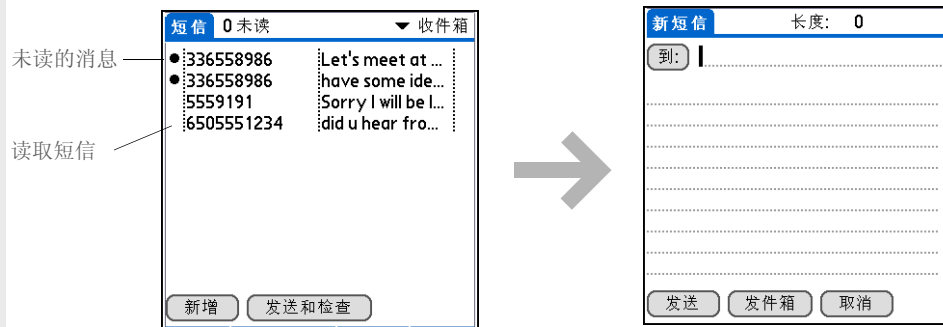 短信 0 未读 收件箱
未读的消息
336558986 Let's meet at ...
336558986 have some ide...
5559191 Sorry I will be l...
6505551234 did u hear fro...
读取短信
新增 发送和检查
新短信 长度: 0
到:
发送 发件箱 取消